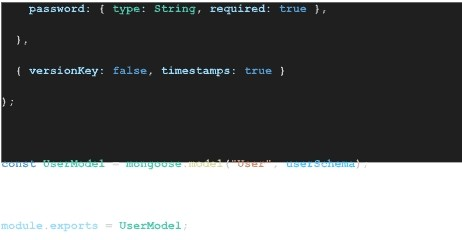 password: { type: String, required: true },
},
{ versionKey: false, timestamps: true }
);
const UserModel = mongoose.model("User", userSchema);
module.exports = UserModel;